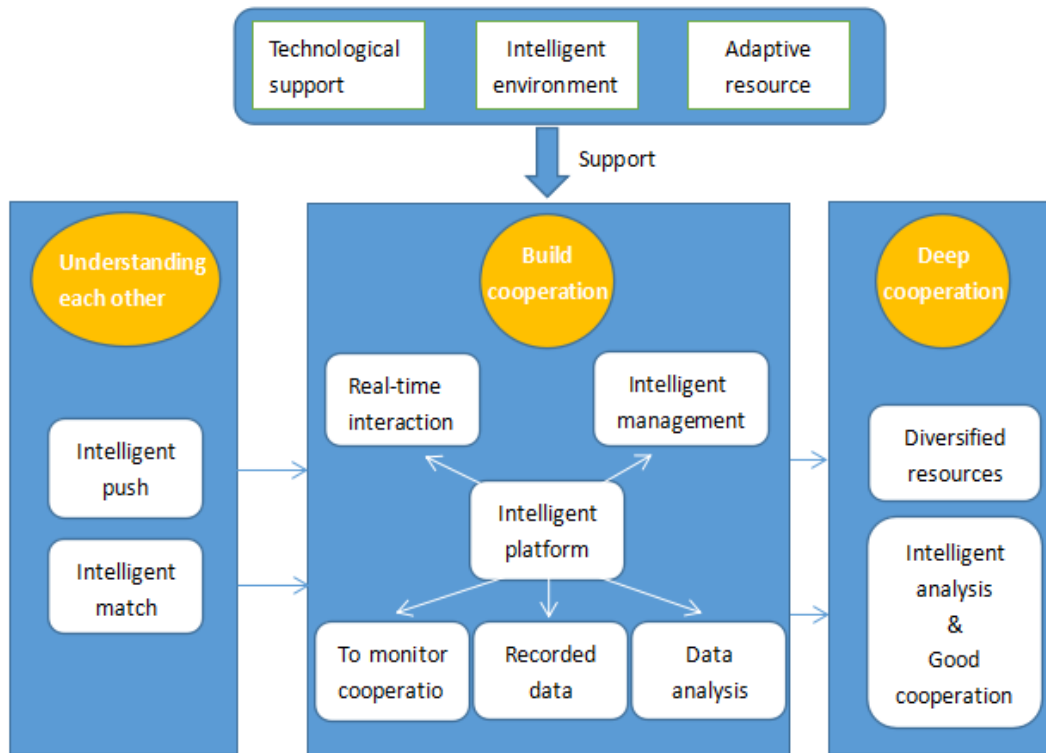 Technological
support
Intelligent
environment
Adaptive
resource
Support
Understanding
each other
Intelligent
push
Intelligent
match
Build
cooperation
Real-time
interaction
Intelligent
management
Intelligent
platform
To monitor
cooperatio
Recorded
data
Data
analysis
Deep
cooperation
Diversified
resources
Intelligent
analysis
&
Good
cooperation